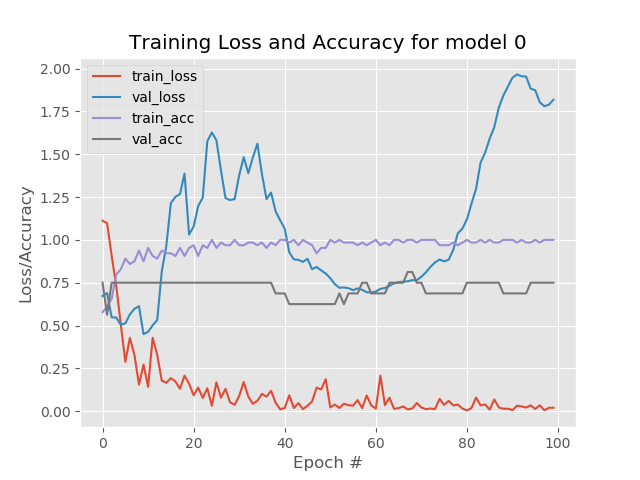 Training Loss and Accuracy for model 0
train_loss
val_loss
train_acc
val_acc
2.00
1.75
1.50
1.25
1.00
0.75
0.50
0.25
0.00
Loss/Accuracy
0 20 40 60 80 100
Epoch #